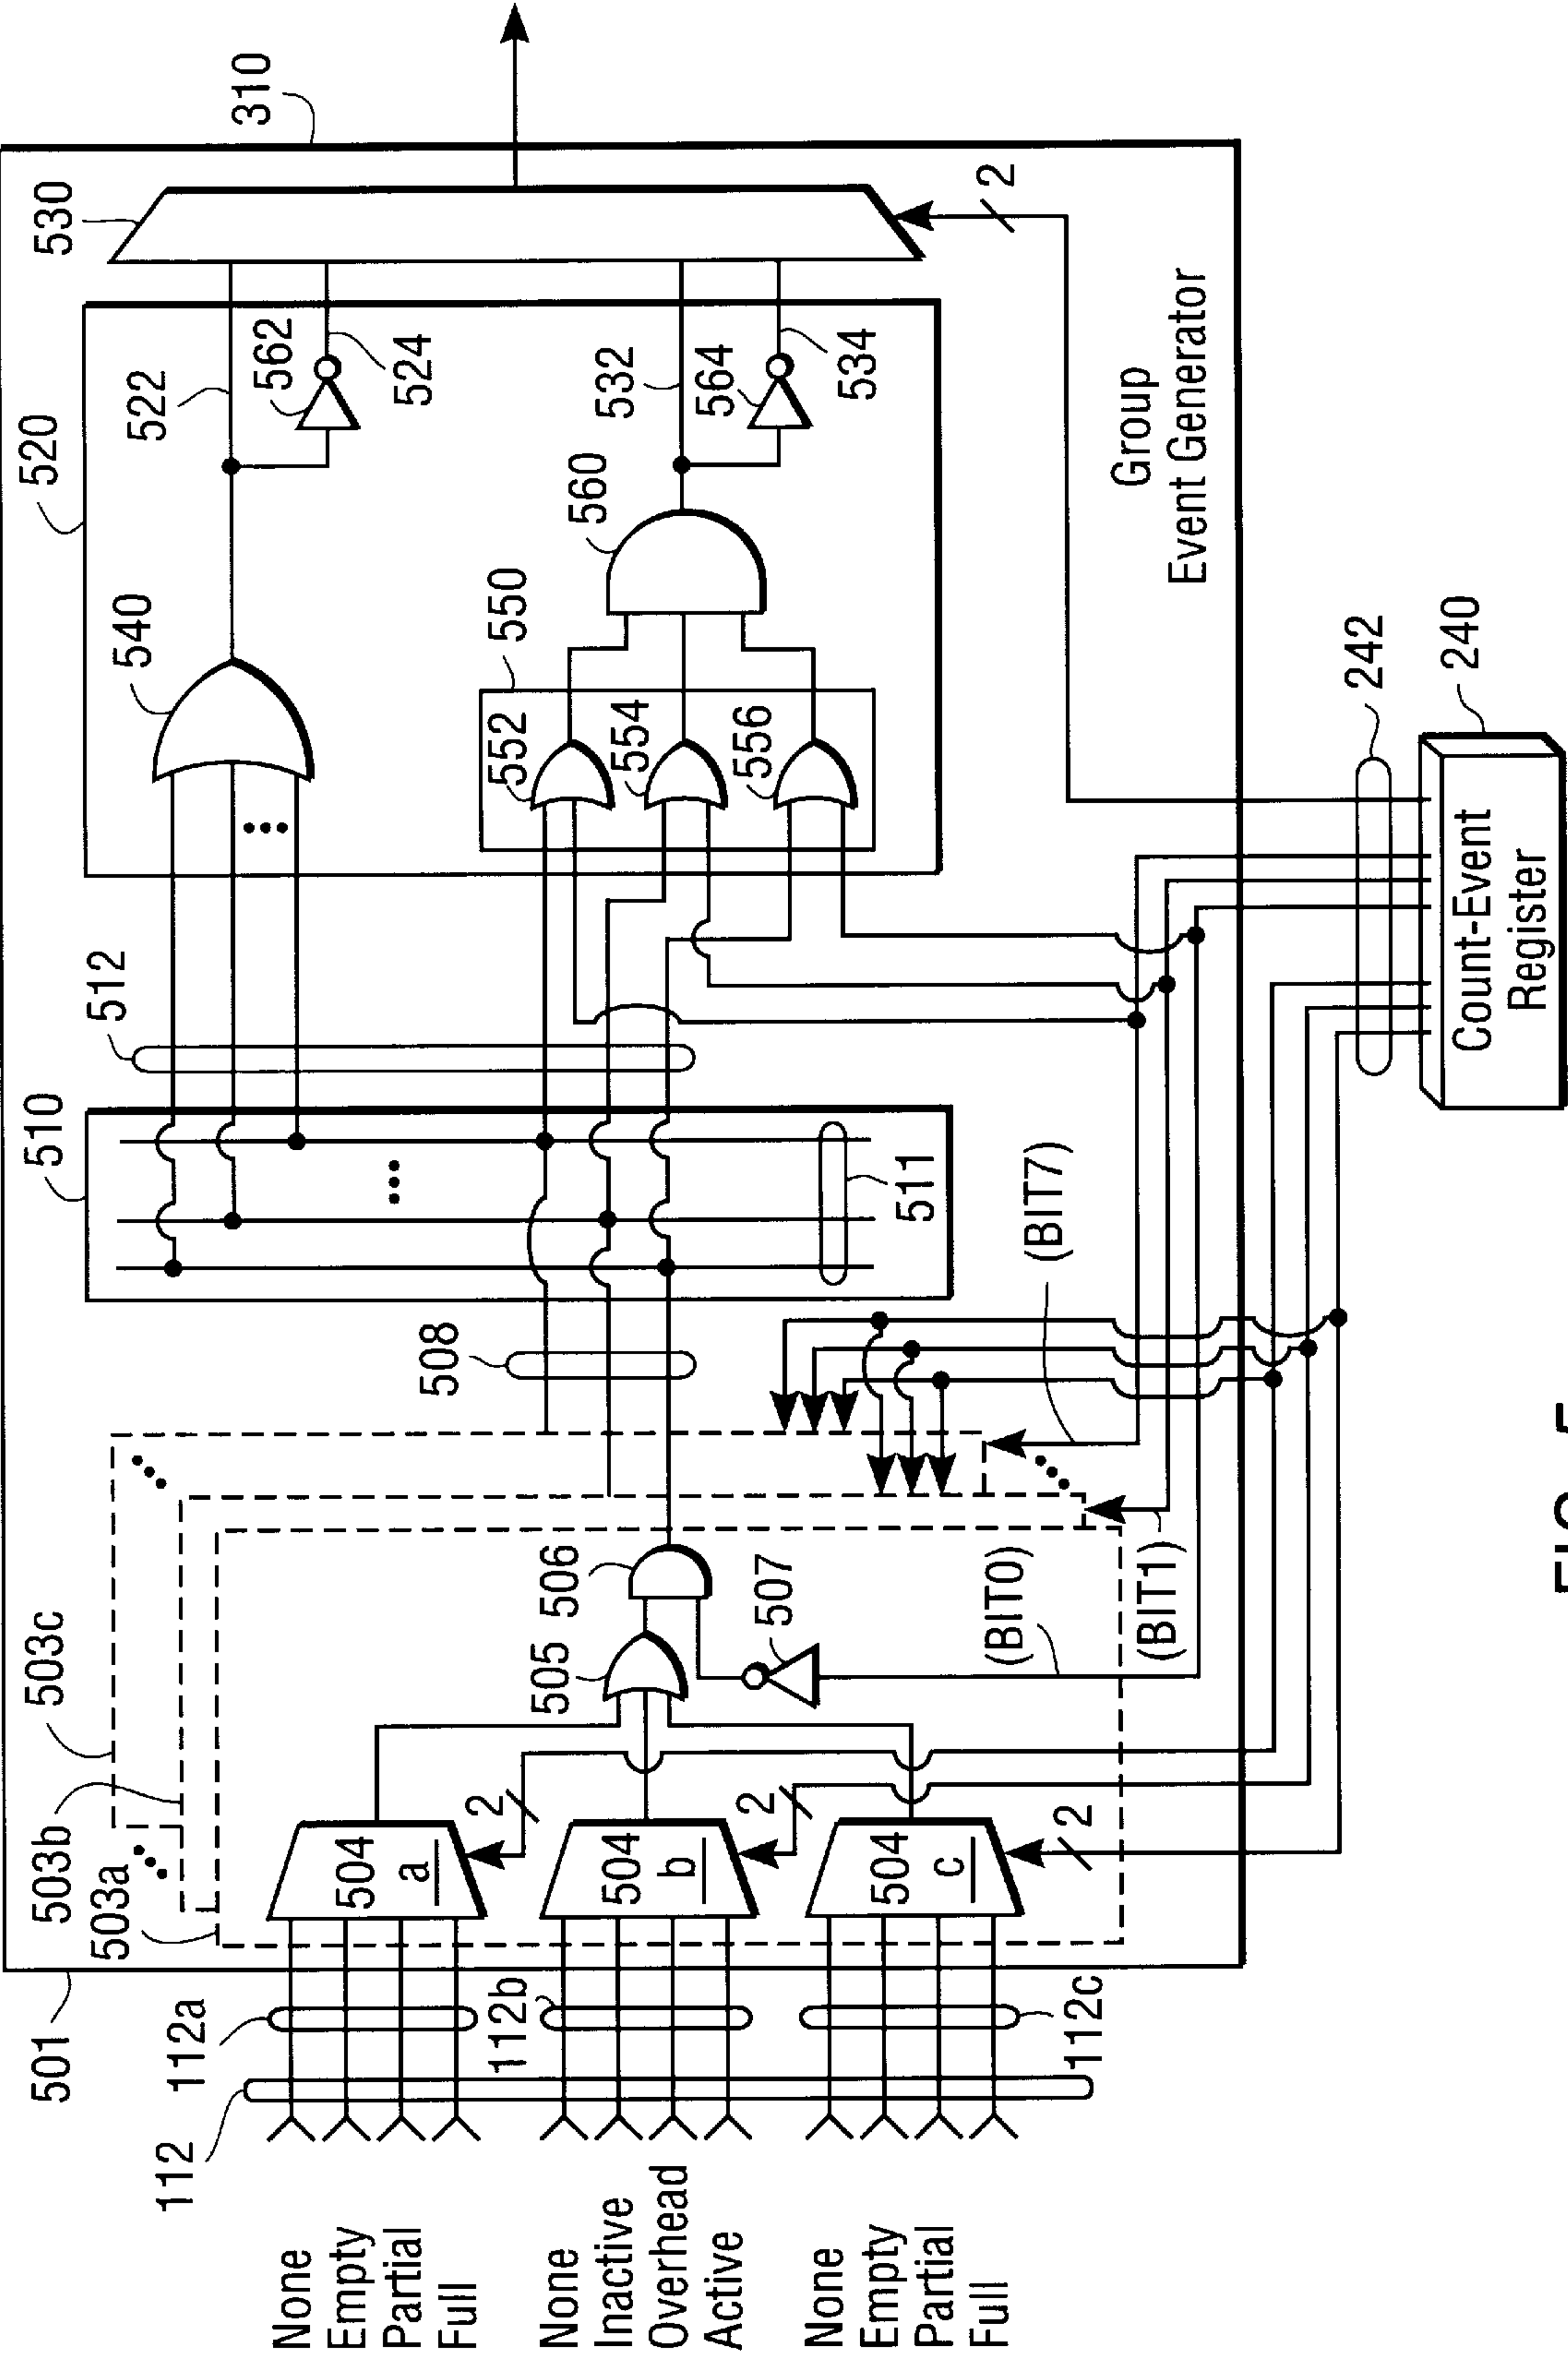 310
530
520
522
562
524
532
564
534
540
560
550
552
554
556
Group
Event Generator
2
512
510
511
508
242
240
Count-Event
Register
(BIT7)
503c
503b
503a
506
507
505
(BIT0)
(BIT1)
504
a
2
504
b
2
504
c
2
501
112a
112b
112c
112
None
Empty
Partial
Full
None
Inactive
Overhead
Active
None
Empty
Partial
Full